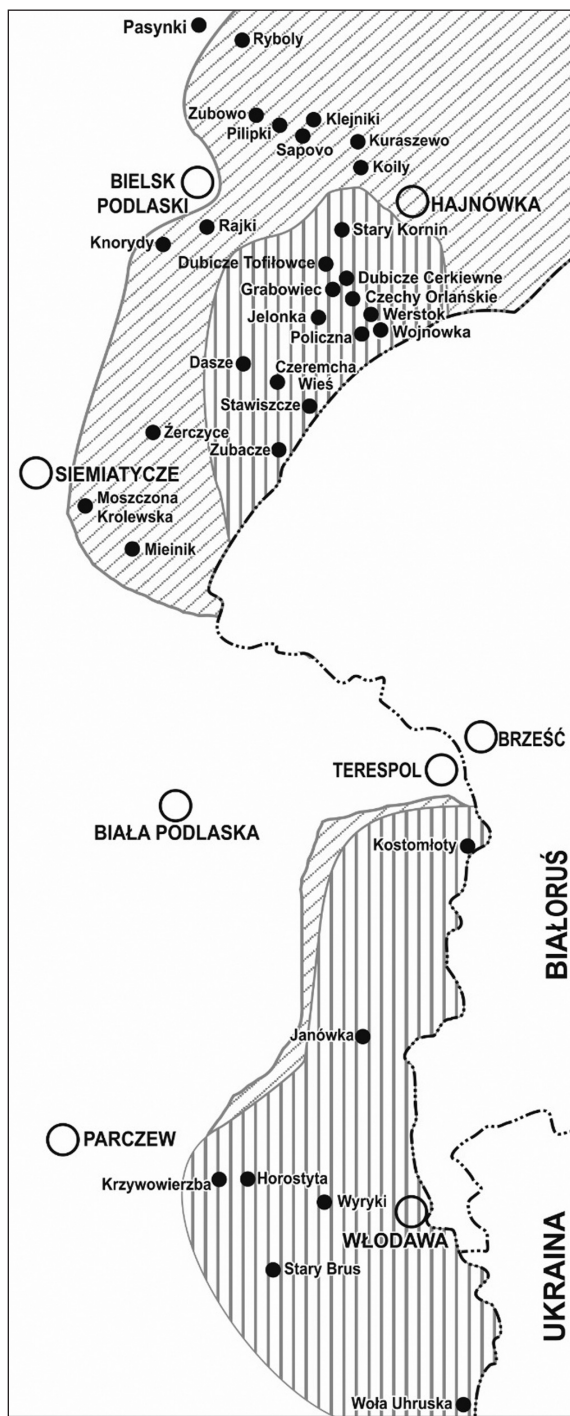 Pasynki
Ryboly
Zubowo
Klejniki
Pilipki
Sapovo
Kuraszewo
Koily
BIELSK
PODLASKI
HAJNÓWKA
Rajki
Stary Kornin
Knorydy
Dubicze Tofiłowce
Dubicze Cerkiewne
Grabowiec
Czechy Orlańskie
Jelonka
Werstok
Policzna
Wojnowka
Dasze
Czeremcha
Wieś
Stawiszcze
Żerczyce
Zubacze
SIEMIATYCZE
Moszczona
Krolewska
Mieinik
BRZEŚĆ
TERESPOL
BIAŁA PODLASKA
Kostomłoty
BIAŁORUŚ
Janówka
PARCZEW
Krzywowierzba
Horostyta
Wyryki
WŁODAWA
Stary Brus
UKRAINA
Woła Uhruska